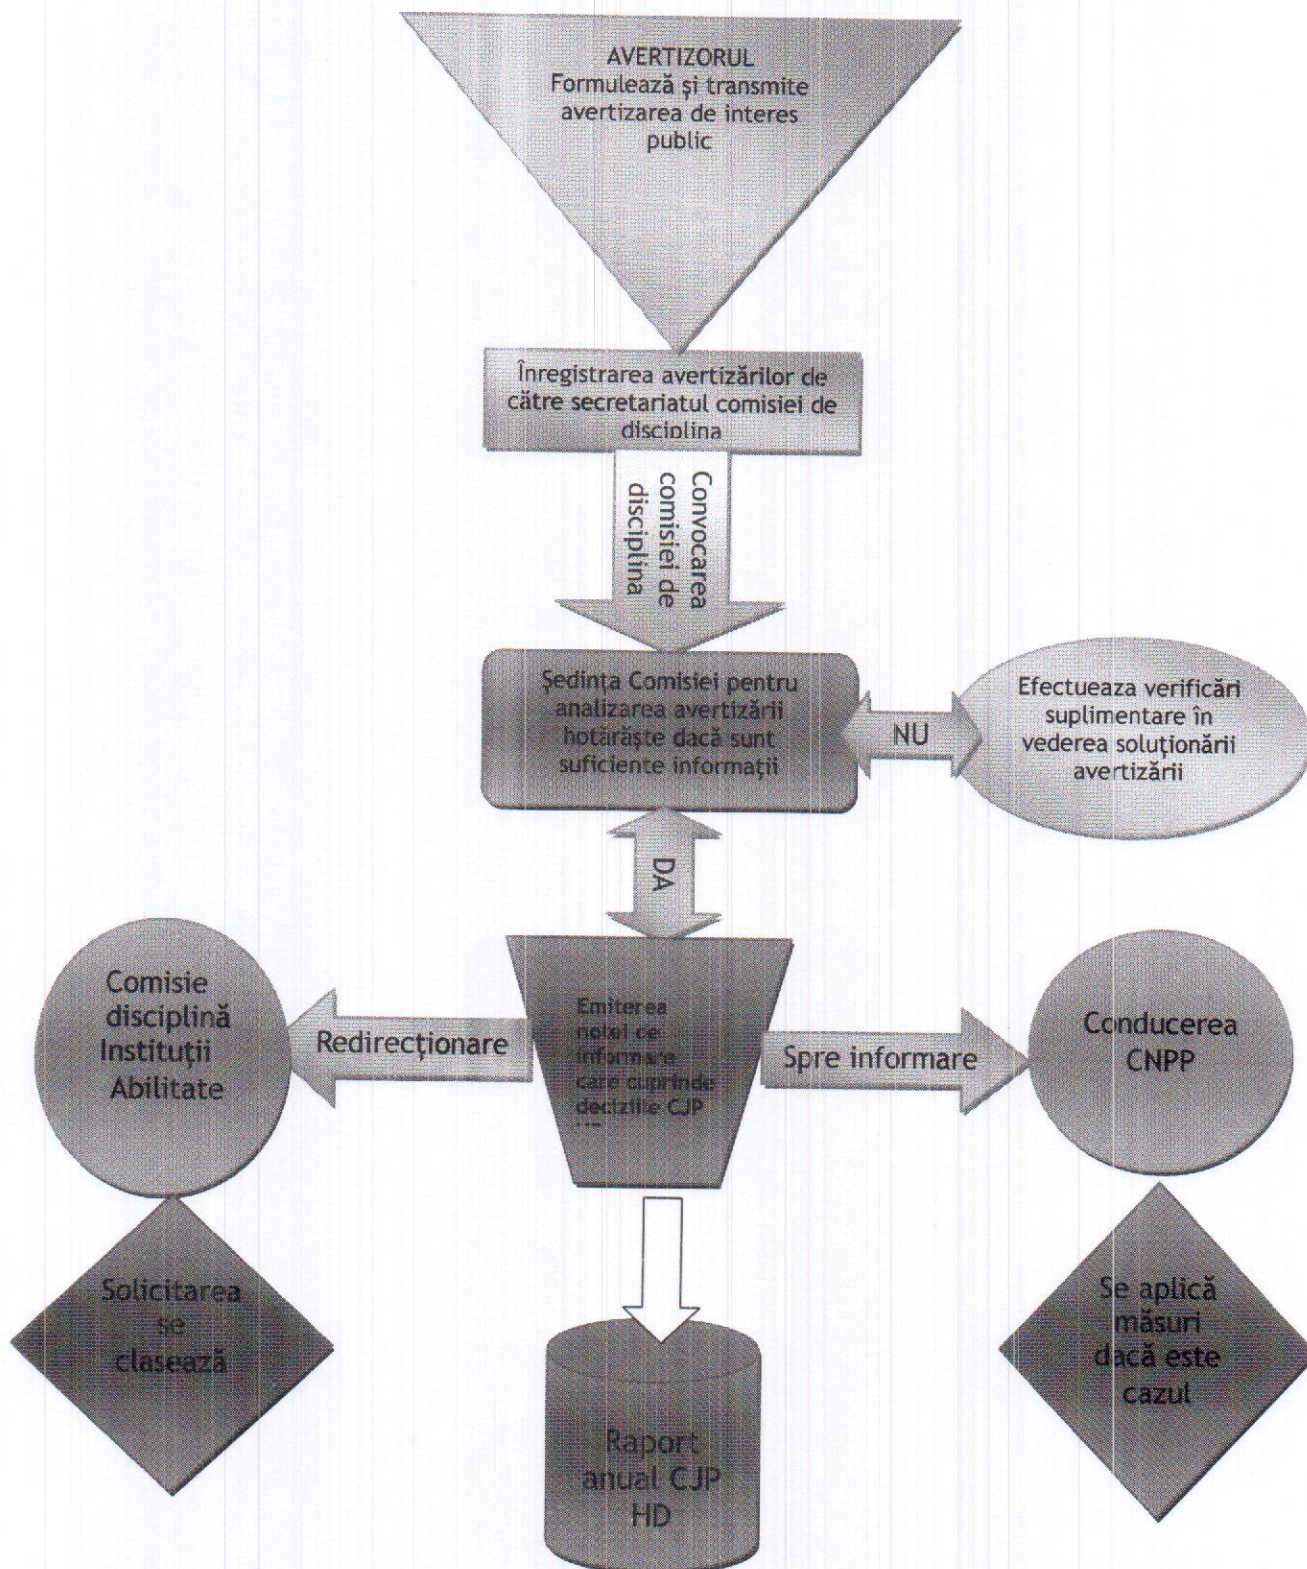 AVERTIZORUL
Formulează şi transmite
avertizarea de interes
public
Înregistrarea avertizărilor de
către secretariatul comisiei de
disciplina
Convocarea
comisiei de
disciplina
Şedinţa Comisiei pentru
analizarea avertizării
hotărăşte dacă sunt
suficiente informaţii
NU
Efectueaza verificări
suplimentare în
vederea soluţionării
avertizării
DA
Comisie
disciplină
Instituţii
Abilitate
Redirecţionare
Emiterea
notei de
informare
care cuprinde
deciziile CJP
Spre informare
Conducerea
CNPP
Solicitarea
se
clasează
Se aplică
măsuri
dacă este
cazul
Raport
anual CJP
HD